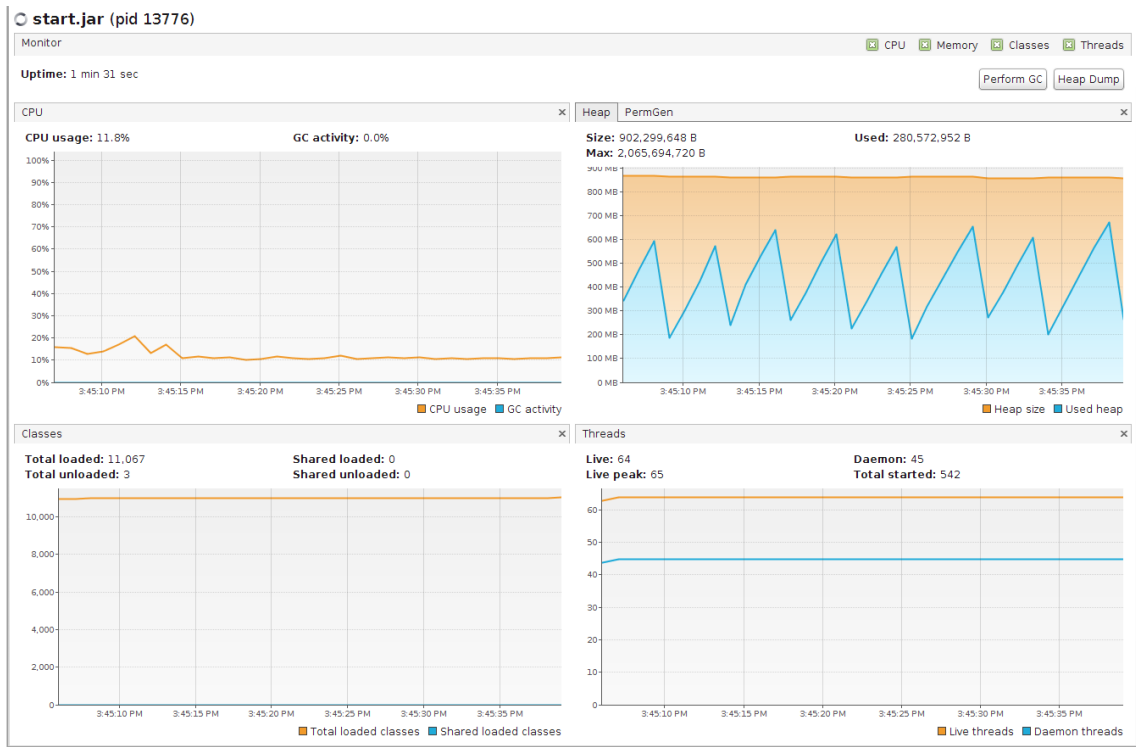 start.jar (pid 13776)
Monitor
CPU Memory Classes Threads
Uptime: 1 min 31 sec
Perform GC Heap Dump
CPU
CPU usage: 11.8% GC activity: 0.0%
100%
90%
80%
70%
60%
50%
40%
30%
20%
10%
0%
3:45:10 PM 3:45:15 PM 3:45:20 PM 3:45:25 PM 3:45:30 PM 3:45:35 PM
CPU usage GC activity
Heap PermGen
Size: 902,299,648 B Used: 280,572,952 B
Max: 2,065,694,720 B
900 MB
800 MB
700 MB
600 MB
500 MB
400 MB
300 MB
200 MB
100 MB
0 MB
3:45:10 PM 3:45:15 PM 3:45:20 PM 3:45:25 PM 3:45:30 PM 3:45:35 PM
Heap size Used heap
Classes
Total loaded: 11,067 Shared loaded: 0
Total unloaded: 3 Shared unloaded: 0
10,000
8,000
6,000
4,000
2,000
0
3:45:10 PM 3:45:15 PM 3:45:20 PM 3:45:25 PM 3:45:30 PM 3:45:35 PM
Total loaded classes Shared loaded classes
Threads
Live: 64 Daemon: 45
Live peak: 65 Total started: 542
60
50
40
30
20
10
0
3:45:10 PM 3:45:15 PM 3:45:20 PM 3:45:25 PM 3:45:30 PM 3:45:35 PM
Live threads Daemon threads